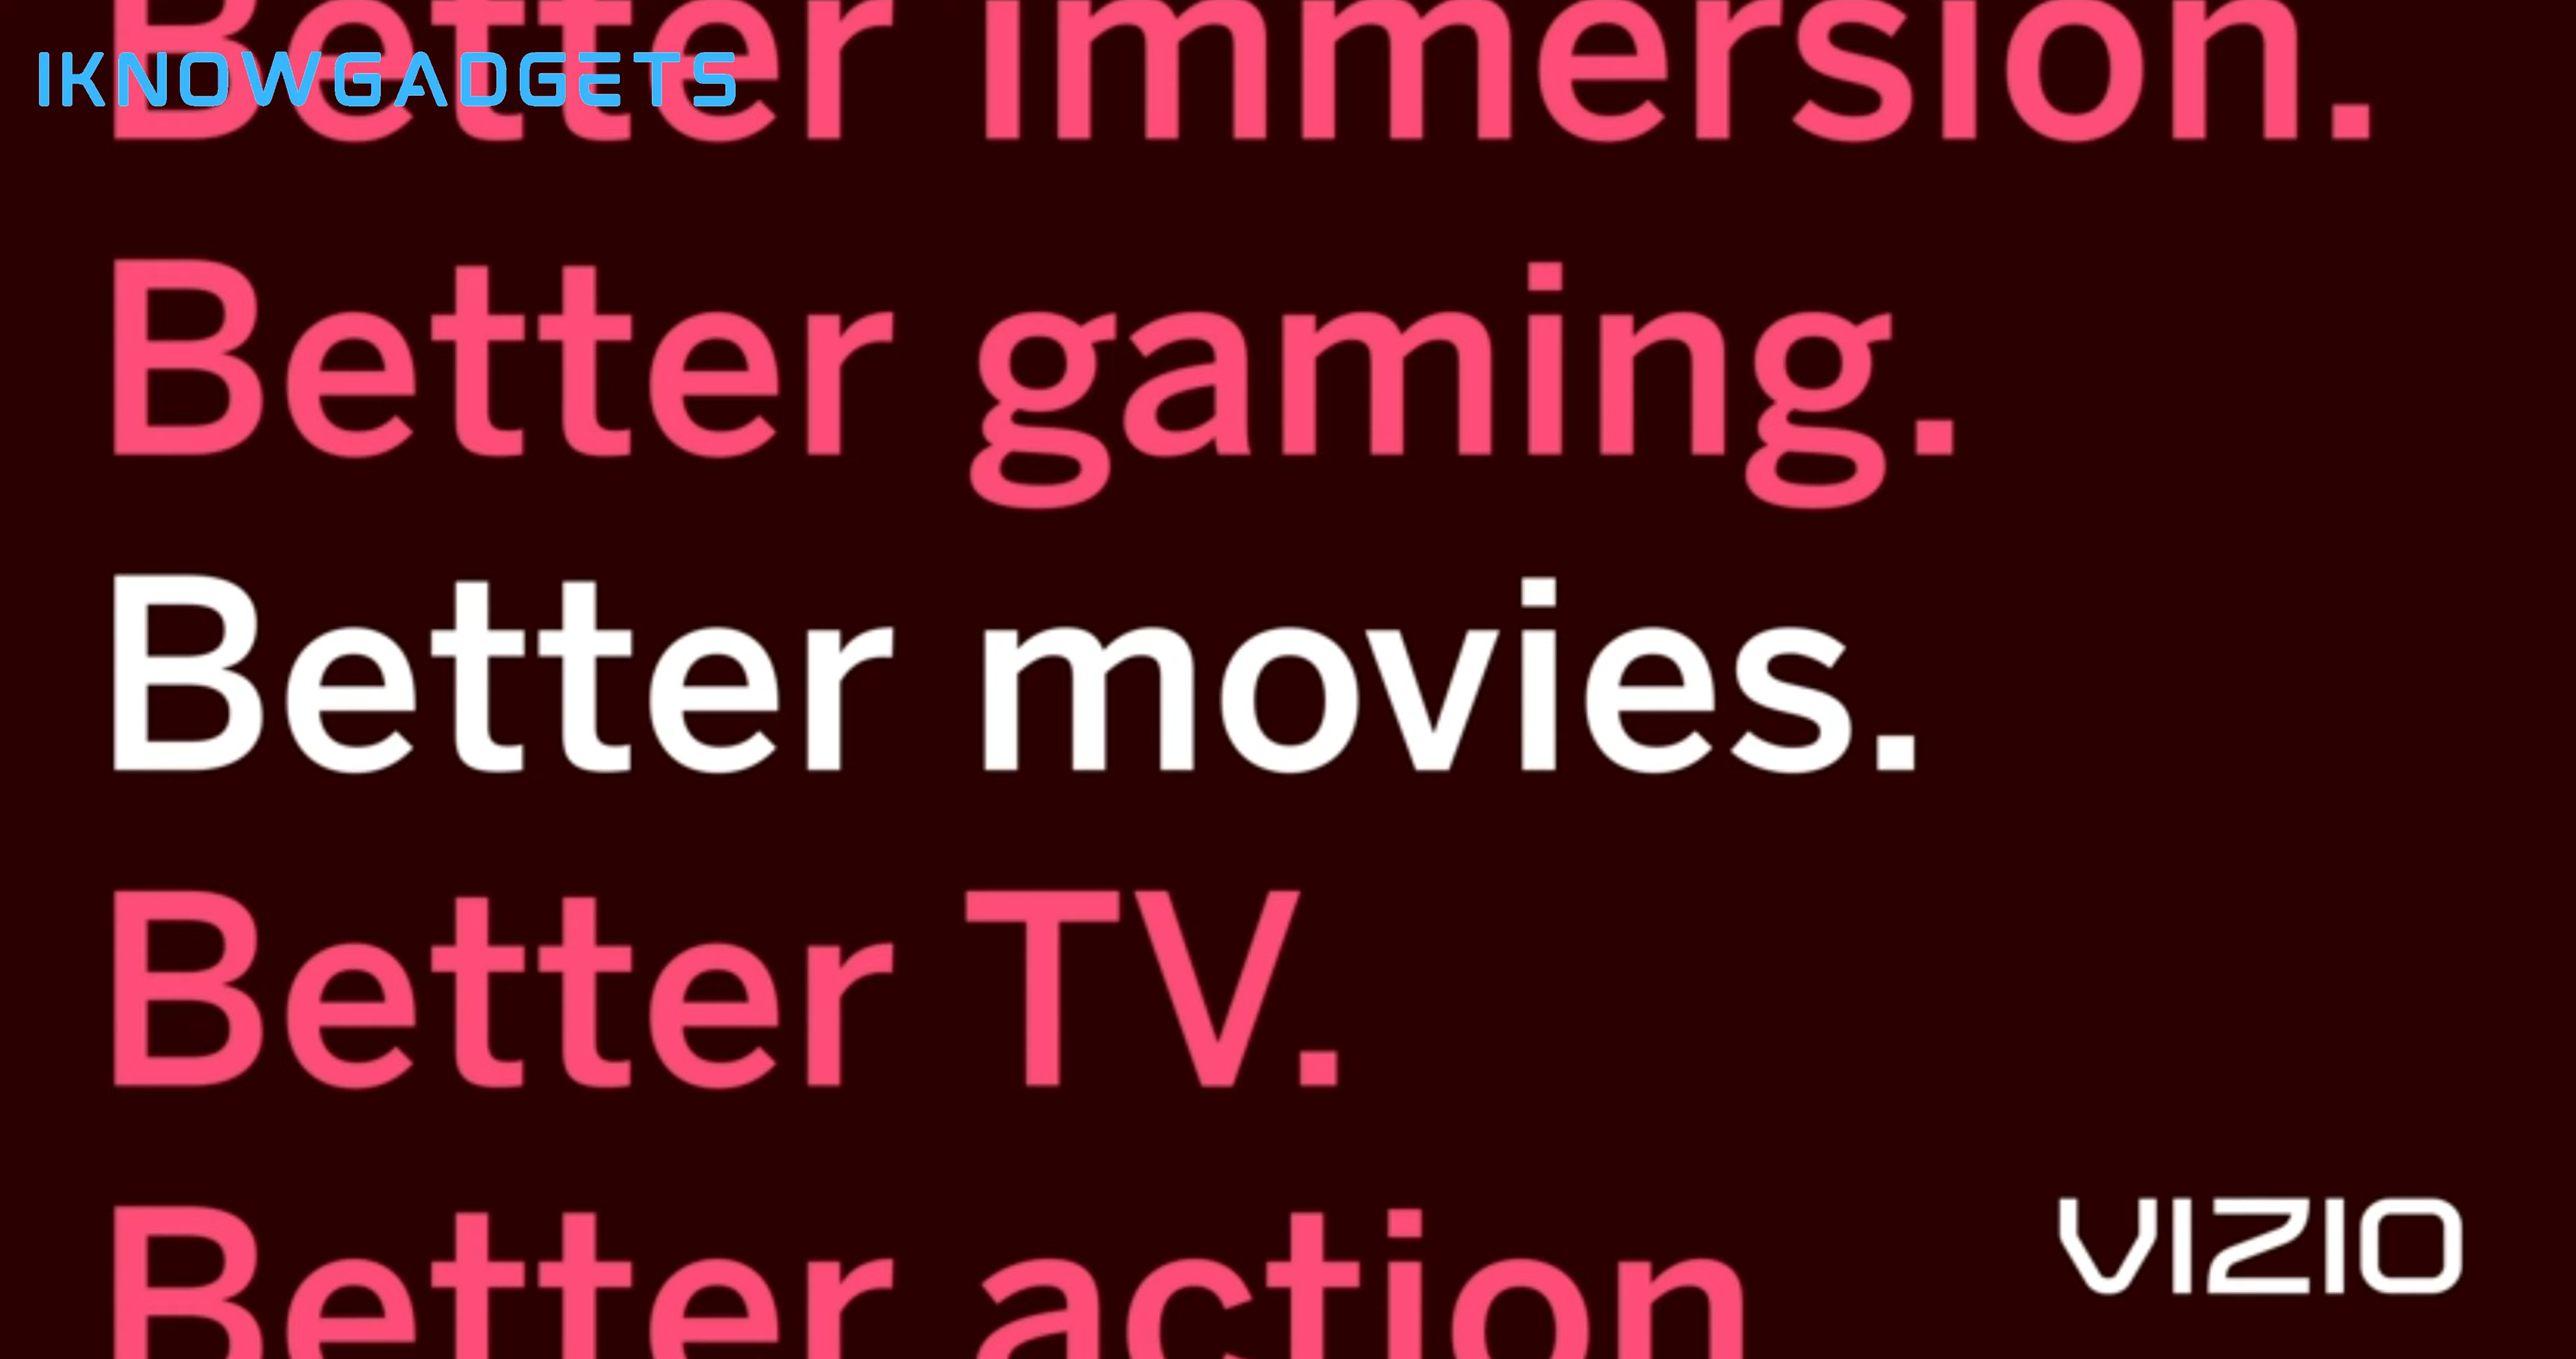 Better immersion.
IKNOWGADGETS
Better gaming.
Better movies.
Better TV.
Better action
VIZIO